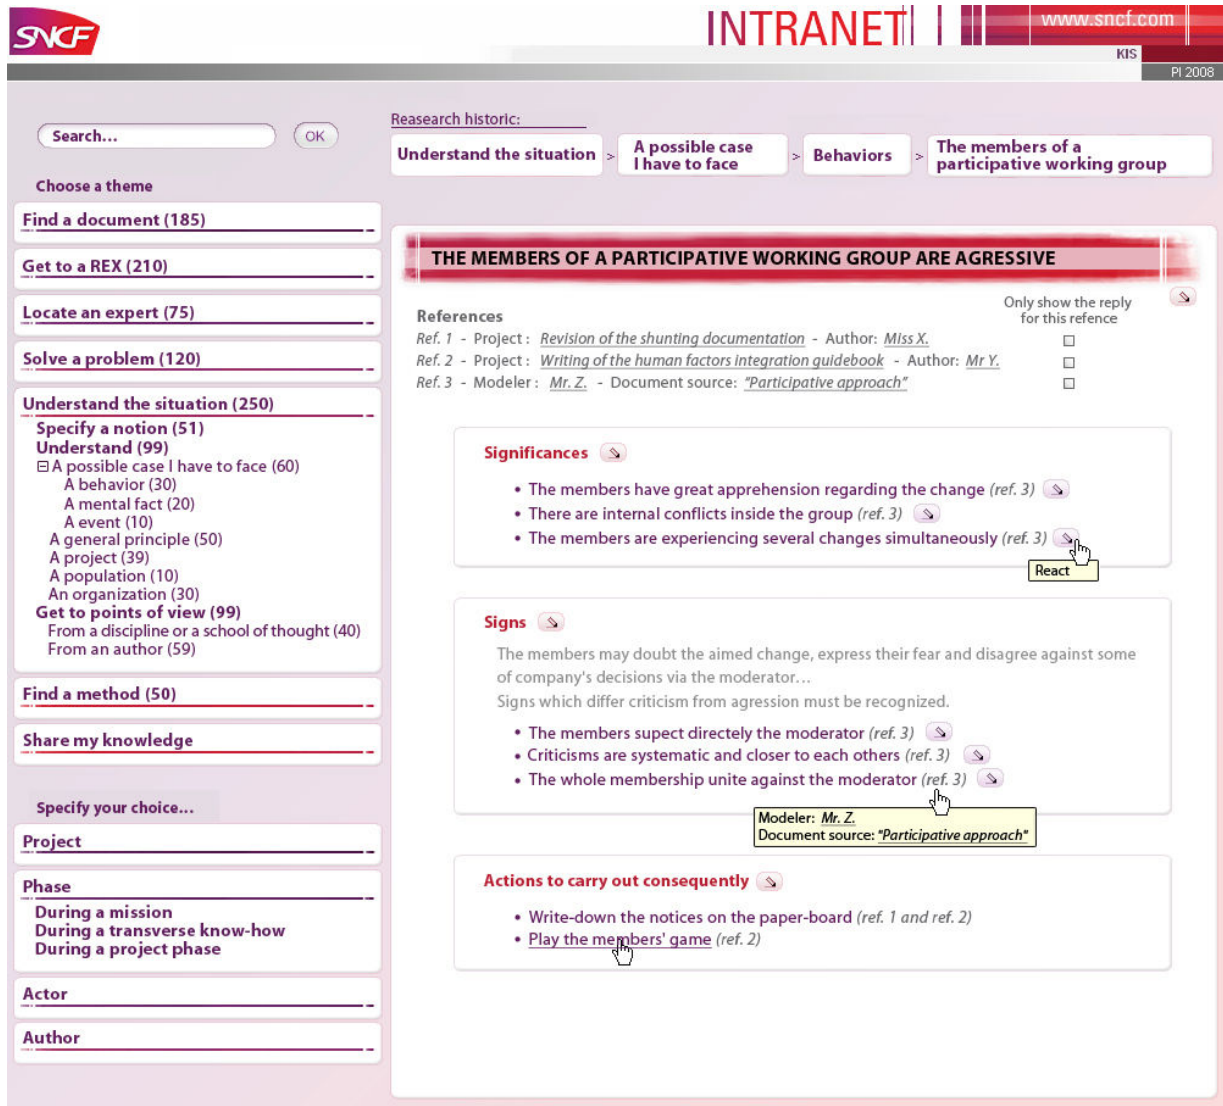 SNCF
INTRANET
www.sncf.com
KIS
PI 2008
Search...
OK
Reasearch historic:
Understand the situation > A possible case I have to face > Behaviors > The members of a participative working group
Choose a theme
Find a document (185)
Get to a REX (210)
Locate an expert (75)
Solve a problem (120)
Understand the situation (250)
Specify a notion (51)
Understand (99)
A possible case I have to face (60)
A behavior (30)
A mental fact (20)
A event (10)
A general principle (50)
A project (39)
A population (10)
An organization (30)
Get to points of view (99)
From a discipline or a school of thought (40)
From an author (59)
Find a method (50)
Share my knowledge
Specify your choice...
Project
Phase
During a mission
During a transverse know-how
During a project phase
Actor
Author
THE MEMBERS OF A PARTICIPATIVE WORKING GROUP ARE AGRESSIVE
Only show the reply
for this refence
References
Ref. 1 - Project : Revision of the shunting documentation - Author: Miss X.
Ref. 2 - Project : Writing of the human factors integration guidebook - Author: Mr Y.
Ref. 3 - Modeler : Mr. Z. - Document source: "Participative approach"
Significances
• The members have great apprehension regarding the change (ref. 3)
• There are internal conflicts inside the group (ref. 3)
• The members are experiencing several changes simultaneously (ref. 3)
React
Signs
The members may doubt the aimed change, express their fear and disagree against some
of company's decisions via the moderator...
Signs which differ criticism from agression must be recognized.
• The members supect directely the moderator (ref. 3)
• Criticisms are systematic and closer to each others (ref. 3)
• The whole membership unite against the moderator (ref. 3)
Modeler: Mr. Z.
Document source: "Participative approach"
Actions to carry out consequently
• Write-down the notices on the paper-board (ref. 1 and ref. 2)
• Play the members' game (ref. 2)